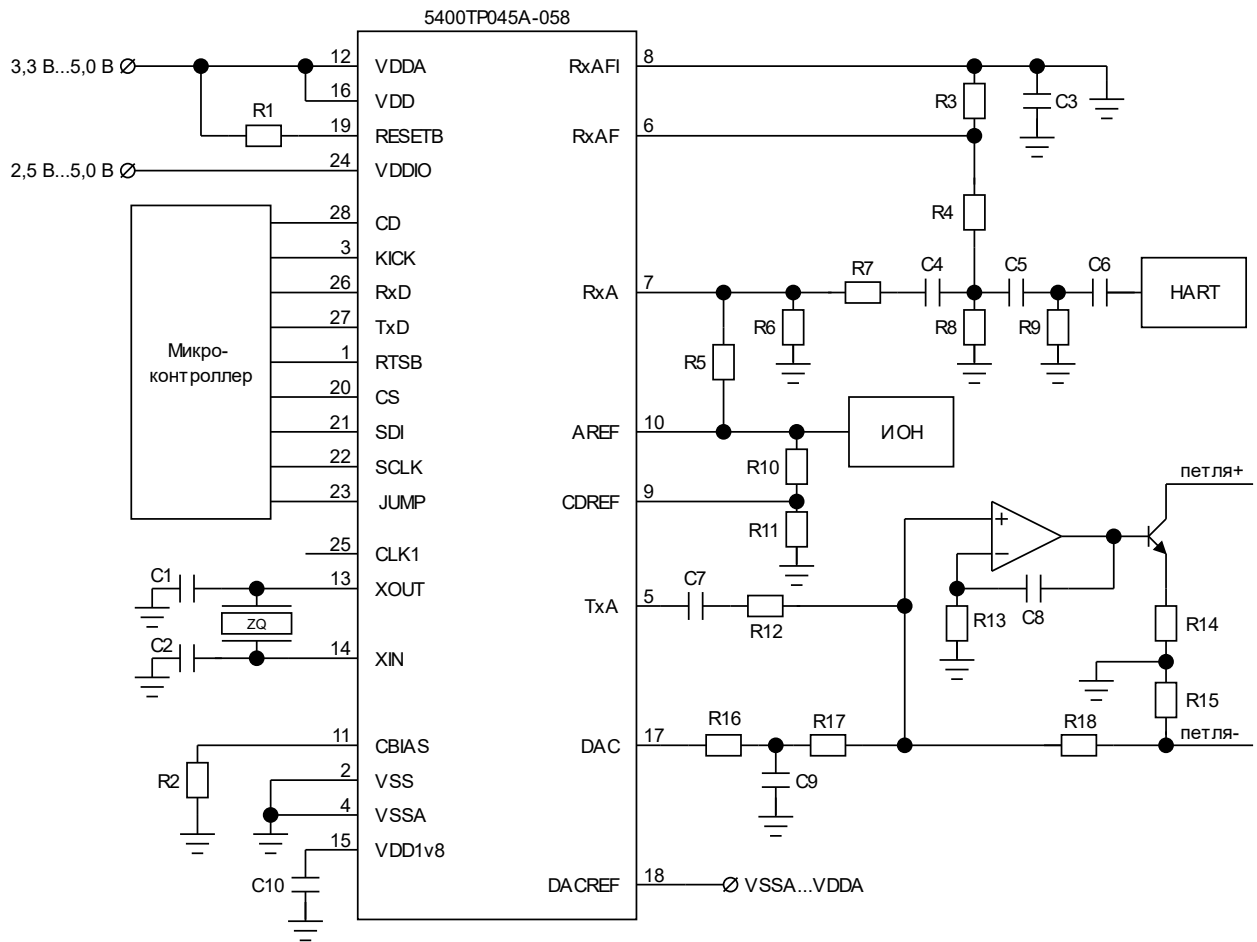 5400ТР045А-058
3,3 В...5,0 В
12
VDDA
16
VDD
R1
19
RESETB
2,5 В...5,0 В
24
VDDIO
Микро-
контроллер
28
CD
3
KICK
26
RxD
27
TxD
1
RTSB
20
CS
21
SDI
22
SCLK
23
JUMP
25
CLK1
C1
13
XOUT
ZQ
C2
14
XIN
11
CBIAS
R2
2
VSS
4
VSSA
15
VDD1v8
C10
RxAFI
8
R3
C3
RxAF
6
R4
RxA
7
R7
C4
C5
C6
HART
R6
R8
R9
R5
AREF
10
ИОН
R10
CDREF
9
R11
петля+
+
−
C7
TxA
5
R12
R13
C8
R14
R15
DAC
17
R16
R17
R18
петля-
C9
DACREF
18
VSSA...VDDA